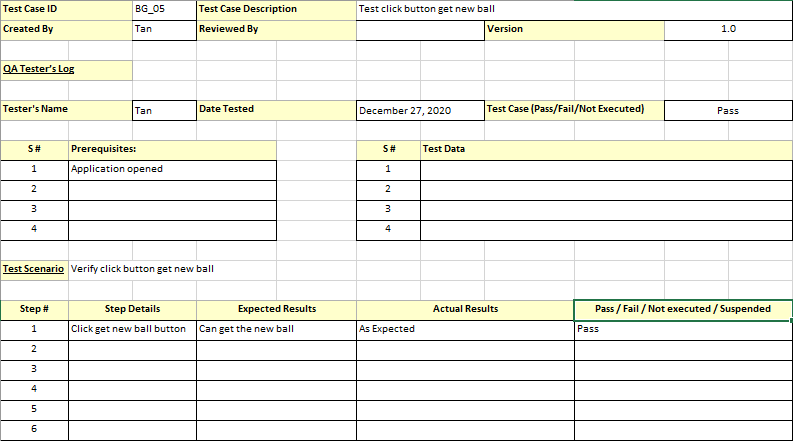 Test Case ID BG_05 Test Case Description Test click button get new ball
Created By Tan Reviewed By Version 1.0
QA Tester's Log
Tester's Name Tan Date Tested December 27, 2020 Test Case (Pass/Fail/Not Executed) Pass
S # Prerequisites: S # Test Data
1 Application opened 1
2 2
3 3
4 4
Test Scenario Verify click button get new ball
Step # Step Details Expected Results Actual Results Pass / Fail / Not executed / Suspended
1 Click get new ball button Can get the new ball As Expected Pass
2
3
4
5
6